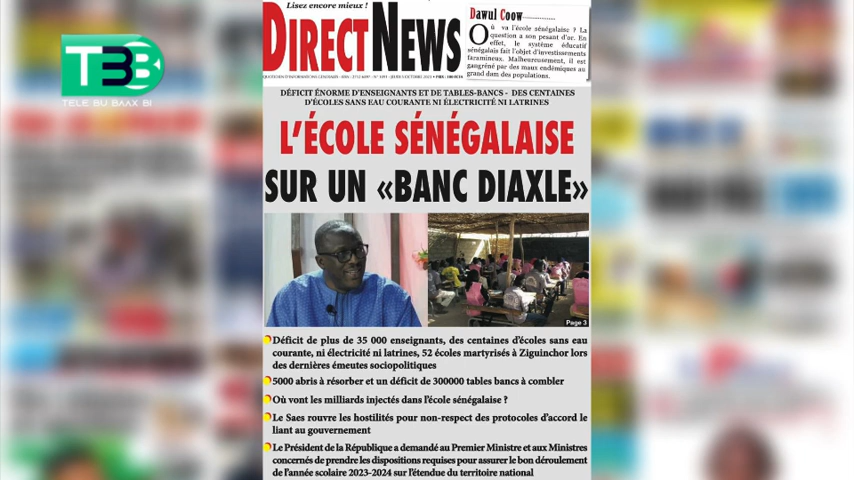 TBB
TELE BU BAAX BI
Lisez encore mieux !
DIRECT NEWS
Dawul Coow
Où va l'école sénégalaise ? La
question a son pesant d'or. En
effet, le système éducatif
sénégalais fait l'objet d'investissements
faramineux. Malheureusement, il est
gangréné par des maux endémiques au
grand dam des populations.
DÉFICIT ÉNORME D'ENSEIGNANTS ET DE TABLES-BANCS - DES CENTAINES
D'ÉCOLES SANS EAU COURANTE NI ÉLECTRICITÉ NI LATRINES
L'ÉCOLE SÉNÉGALAISE
SUR UN «BANC DIAXLE»
Page 3
Déficit de plus de 35 000 enseignants, des centaines d'écoles sans eau
courante, ni électricité ni latrines, 52 écoles martyrisés à Ziguinchor lors
des dernières émeutes sociopolitiques
5000 abris à résorber et un déficit de 300000 tables bancs à combler
Où vont les milliards injectés dans l'école sénégalaise ?
Le Saes rouvre les hostilités pour non-respect des protocoles d'accord le
liant au gouvernement
Le Président de la République a demandé au Premier Ministre et aux Ministres
concernés de prendre les dispositions requises pour assurer le bon déroulement
de l'année scolaire 2023-2024 sur l'étendue du territoire national